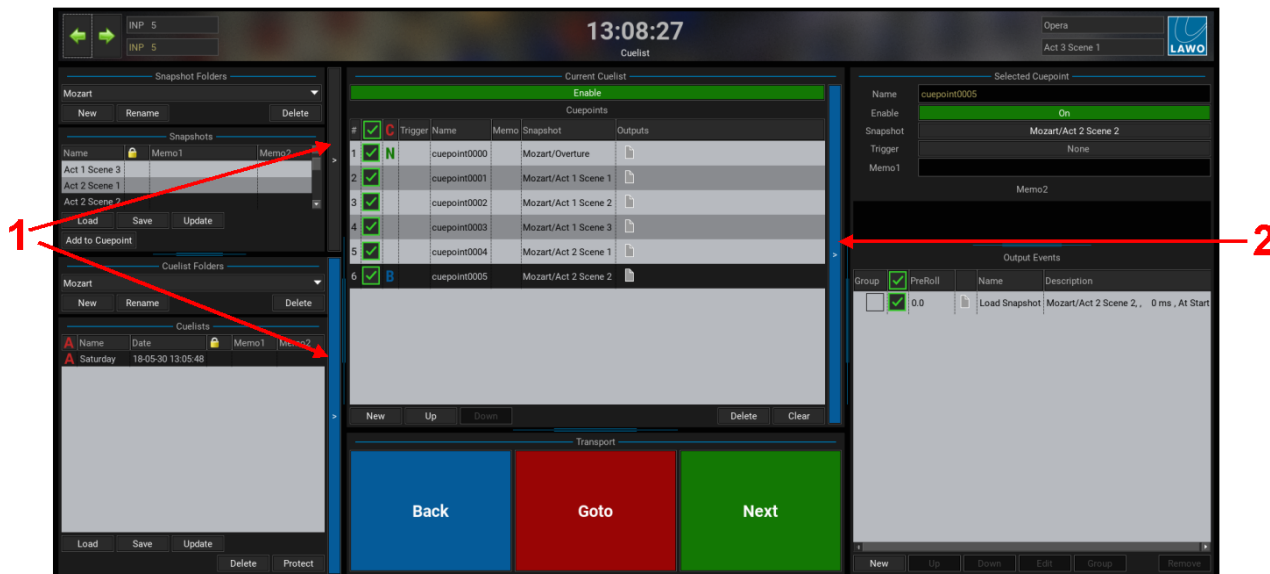 INP 5
INP 5
13:08:27
Cuelist
Opera
Act 3 Scene 1
LAWO
Snapshot Folders
Mozart
New Rename Delete
Snapshots
Name Memo1 Memo2
Act 1 Scene 3
Act 2 Scene 1
Act 2 Scene 2
Load Save Update
Add to Cuepoint
>
1
Cuelist Folders
Mozart
New Rename Delete
Cuelists
A Name Date Memo1 Memo2
A Saturday 18-05-30 13:05:48
>
Load Save Update
Delete Protect
Current Cuelist
Enable
Cuepoints
# C Trigger Name Memo Snapshot Outputs
1 N cuepoint0000 Mozart/Overture
2 cuepoint0001 Mozart/Act 1 Scene 1
3 cuepoint0002 Mozart/Act 1 Scene 2
4 cuepoint0003 Mozart/Act 1 Scene 3
5 cuepoint0004 Mozart/Act 2 Scene 1
6 B cuepoint0005 Mozart/Act 2 Scene 2
>
New Up Down Delete Clear
Transport
Back Goto Next
Selected Cuepoint
Name cuepoint0005
Enable On
Snapshot Mozart/Act 2 Scene 2
Trigger None
Memo1
Memo2
2
Output Events
Group PreRoll Name Description
0.0 Load Snapshot Mozart/Act 2 Scene 2, , 0 ms , At Start
New Up Down Edit Group Remove